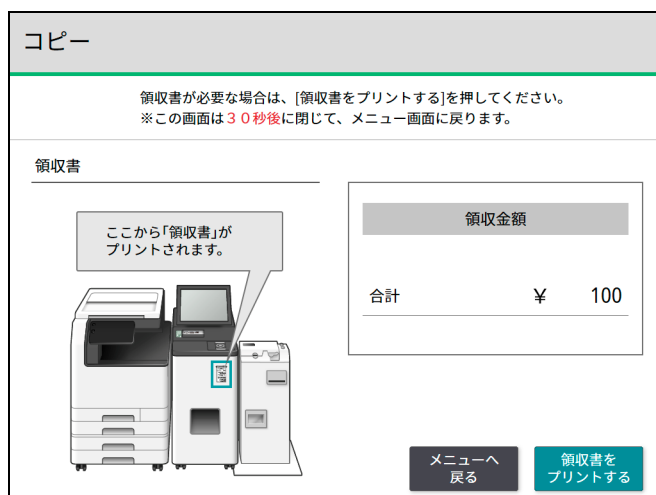 コピー
領収書が必要な場合は、[領収書をプリントする]を押してください。
※この画面は３０秒後に閉じて、メニュー画面に戻ります。
領収書
ここから「領収書」が
プリントされます。
領収金額
合計 ¥ 100
メニューへ
戻る
領収書を
プリントする